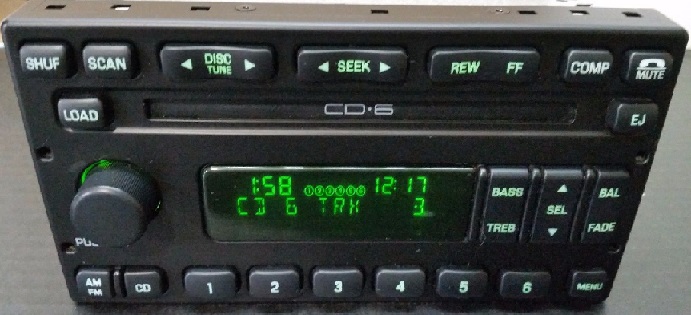 SHUF SCAN ◀ DISC TUNE ▶ ◀ SEEK ▶ REW FF COMP MUTE
LOAD CD·6 EJ
1:58 ①②③④⑤⑥ 12:17
CD 6 TRK 3
BASS ▲ BAL
SEL
TREB ▼ FADE
AM FM CD 1 2 3 4 5 6 MENU